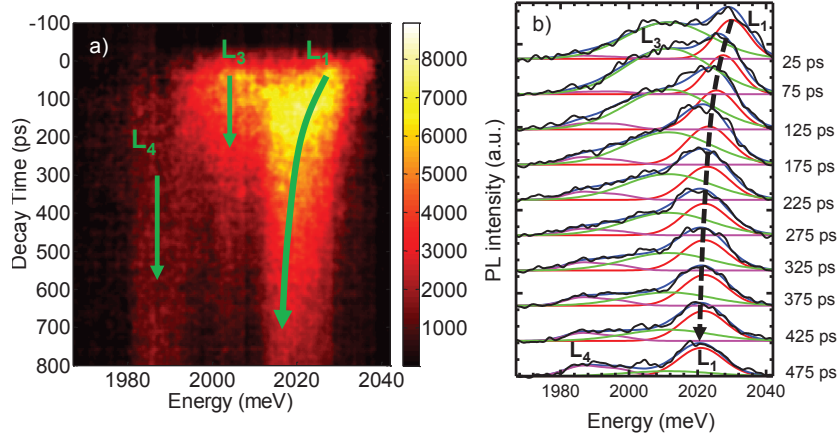 a)
L3
L1
L4
-100
0
100
200
300
400
500
600
700
800
Decay Time (ps)
1980
2000
2020
2040
Energy (meV)
8000
7000
6000
5000
4000
3000
2000
1000
b)
L1
L3
25 ps
75 ps
125 ps
175 ps
225 ps
275 ps
325 ps
375 ps
425 ps
475 ps
L4
L1
PL intensity (a.u.)
1980
2000
2020
2040
Energy (meV)